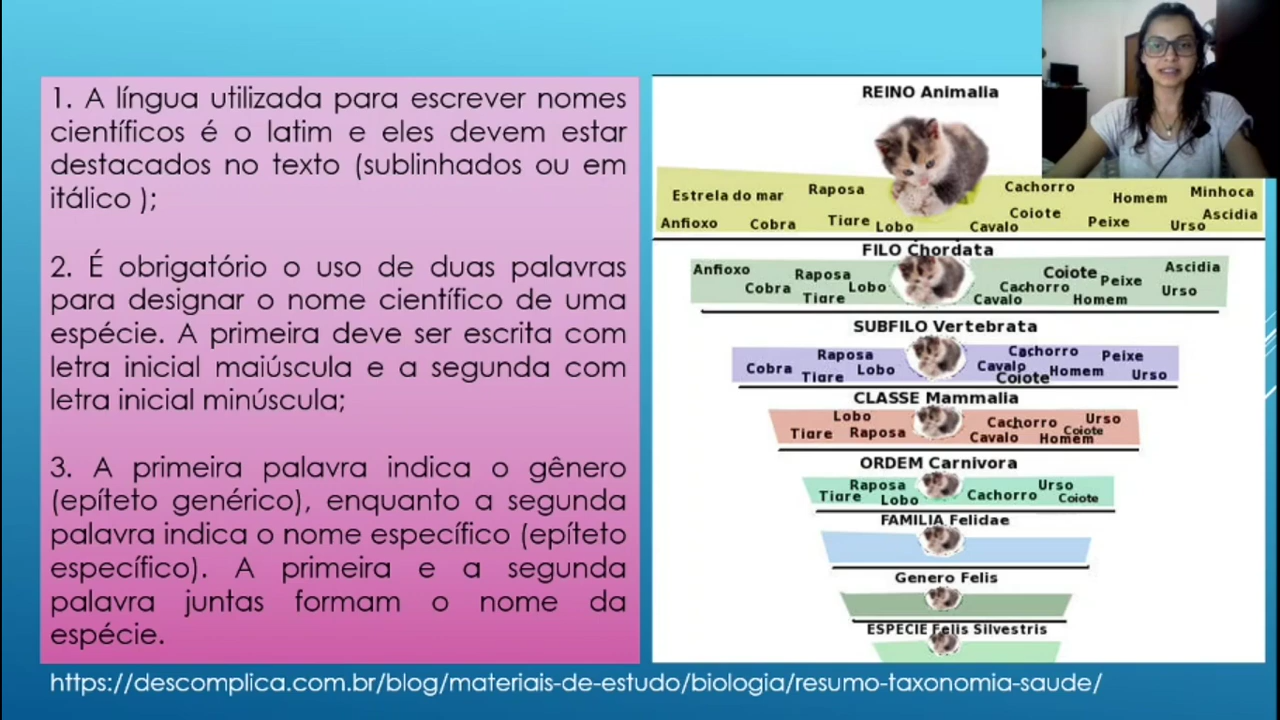 1. A língua utilizada para escrever nomes
científicos é o latim e eles devem estar
destacados no texto (sublinhados ou em
itálico );
2. É obrigatório o uso de duas palavras
para designar o nome científico de uma
espécie. A primeira deve ser escrita com
letra inicial maiúscula e a segunda com
letra inicial minúscula;
3. A primeira palavra indica o gênero
(epíteto genérico), enquanto a segunda
palavra indica o nome específico (epíteto
específico). A primeira e a segunda
palavra juntas formam o nome da
espécie.
REINO Animalia
Estrela do mar Raposa Cachorro Homem Minhoca
Anfioxo Cobra Tigre Lobo Cavalo Coiote Peixe Urso Ascidia
FILO Chordata
Anfioxo Raposa Lobo Coiote Peixe Ascidia
Cobra Tigre Cachorro Cavalo Homem Urso
SUBFILO Vertebrata
Raposa Cachorro Peixe
Cobra Tigre Lobo Cavalo Coiote Homem Urso
CLASSE Mammalia
Lobo Cachorro Urso
Tigre Raposa Cavalo Homem Coiote
ORDEM Carnivora
Raposa Urso
Tigre Lobo Cachorro Coiote
FAMILIA Felidae
Genero Felis
ESPECIE Felis Silvestris
https://descomplica.com.br/blog/materiais-de-estudo/biologia/resumo-taxonomia-saude/